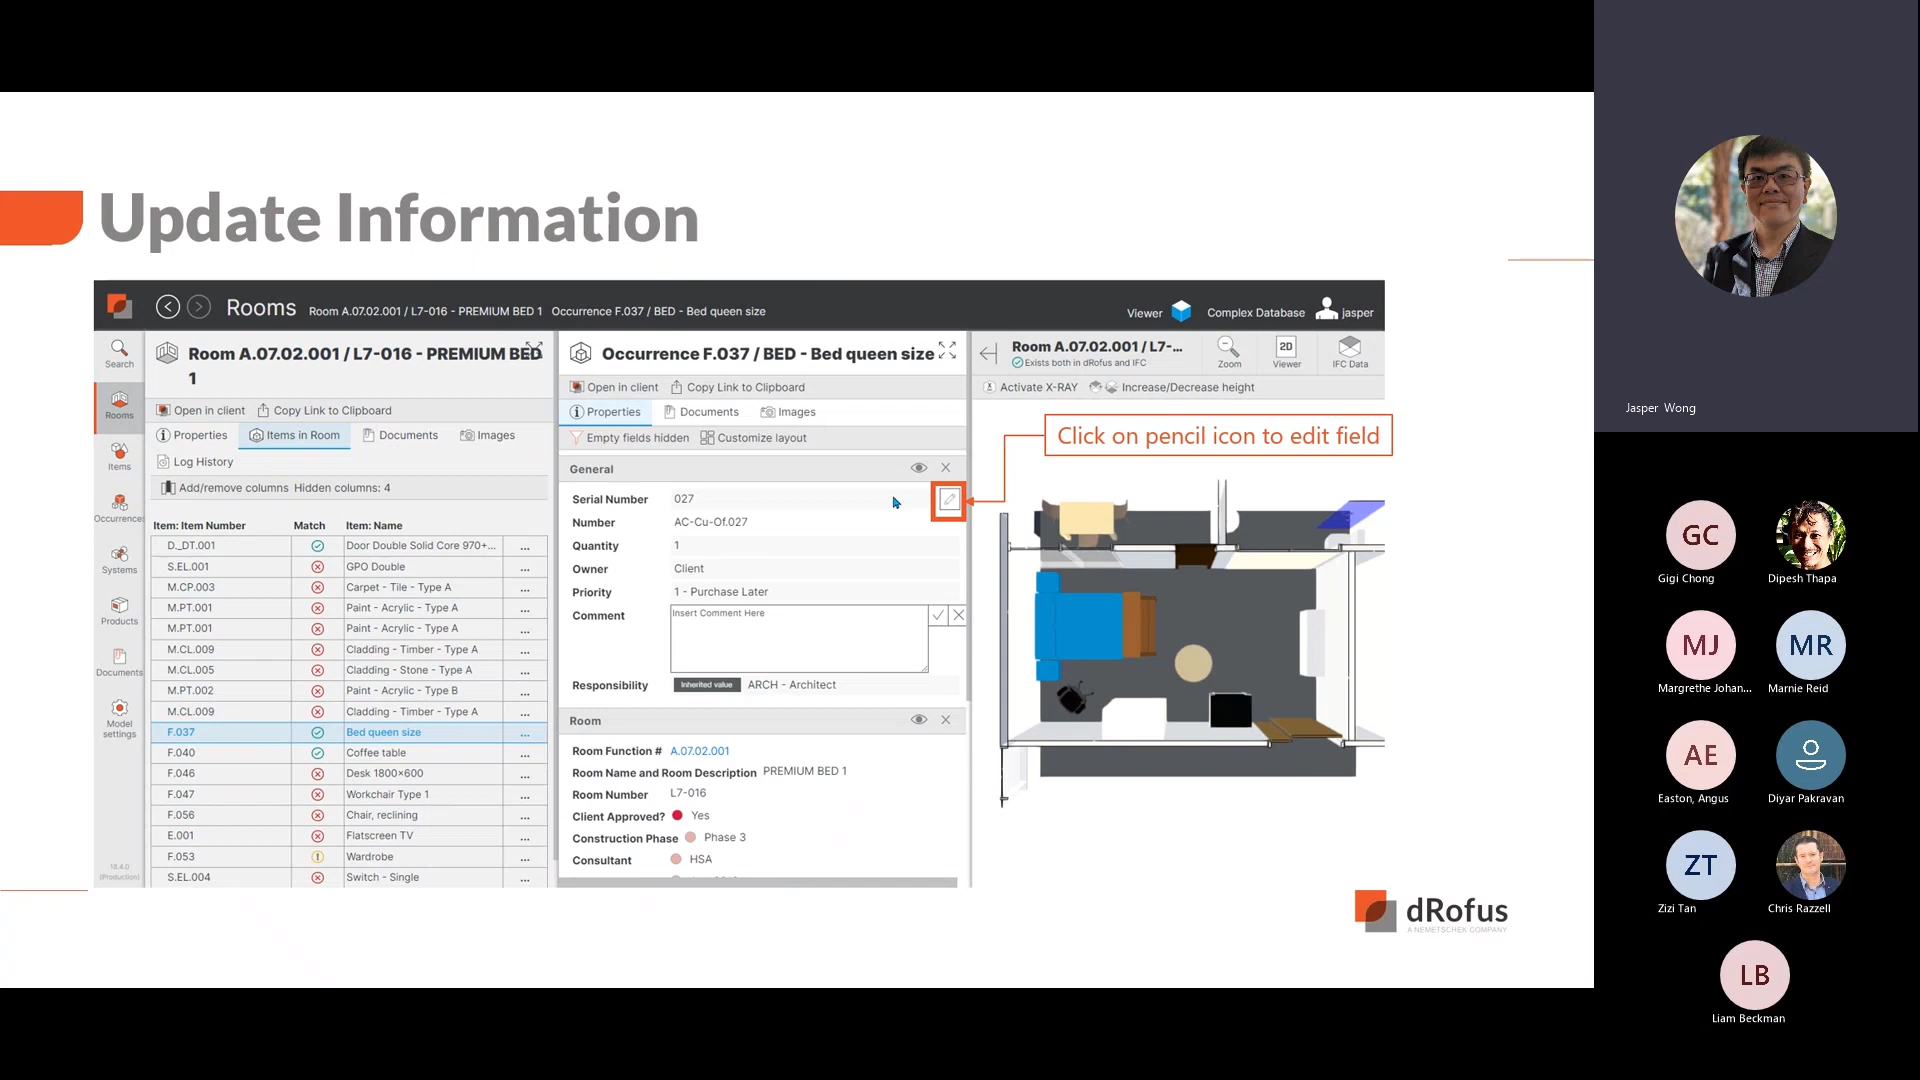 Update Information
Rooms
Room A.07.02.001 / L7-016 - PREMIUM BED 1
Occurrence F.037 / BED - Bed queen size
Viewer
Complex Database
jasper
Search
Rooms
Items
Occurrence
Systems
Products
Documents
Model
settings
18.4.0
(Production)
Room A.07.02.001 / L7-016 - PREMIUM BED
1
Open in client
Copy Link to Clipboard
Properties
Items in Room
Documents
Images
Log History
Add/remove columns
Hidden columns: 4
Item: Item Number Match Item: Name
D._DT.001 Door Double Solid Core 970+... ...
S.EL.001 GPO Double ...
M.CP.003 Carpet - Tile - Type A ...
M.PT.001 Paint - Acrylic - Type A ...
M.PT.001 Paint - Acrylic - Type A ...
M.CL.009 Cladding - Timber - Type A ...
M.CL.005 Cladding - Stone - Type A ...
M.PT.002 Paint - Acrylic - Type B ...
M.CL.009 Cladding - Timber - Type A ...
F.037 Bed queen size ...
F.040 Coffee table ...
F.046 Desk 1800x600 ...
F.047 Workchair Type 1 ...
F.056 Chair, reclining ...
E.001 Flatscreen TV ...
F.053 Wardrobe ...
S.EL.004 Switch - Single ...
Occurrence F.037 / BED - Bed queen size
Open in client
Copy Link to Clipboard
Properties
Documents
Images
Empty fields hidden
Customize layout
General
Serial Number 027
Number AC-Cu-Of.027
Quantity 1
Owner Client
Priority 1 - Purchase Later
Comment Insert Comment Here
Responsibility Inherited value ARCH - Architect
Room
Room Function # A.07.02.001
Room Name and Room Description PREMIUM BED 1
Room Number L7-016
Client Approved? Yes
Construction Phase Phase 3
Consultant HSA
Room A.07.02.001 / L7-...
Exists both in dRofus and IFC
Zoom
2D
Viewer
IFC Data
Activate X-RAY
Increase/Decrease height
Click on pencil icon to edit field
dRofus
A NEMETSCHEK COMPANY
Jasper Wong
GC
Gigi Chong
Dipesh Thapa
MJ
Margrethe Johan...
MR
Marnie Reid
AE
Easton, Angus
Diyar Pakravan
ZT
Zizi Tan
Chris Razzell
LB
Liam Beckman